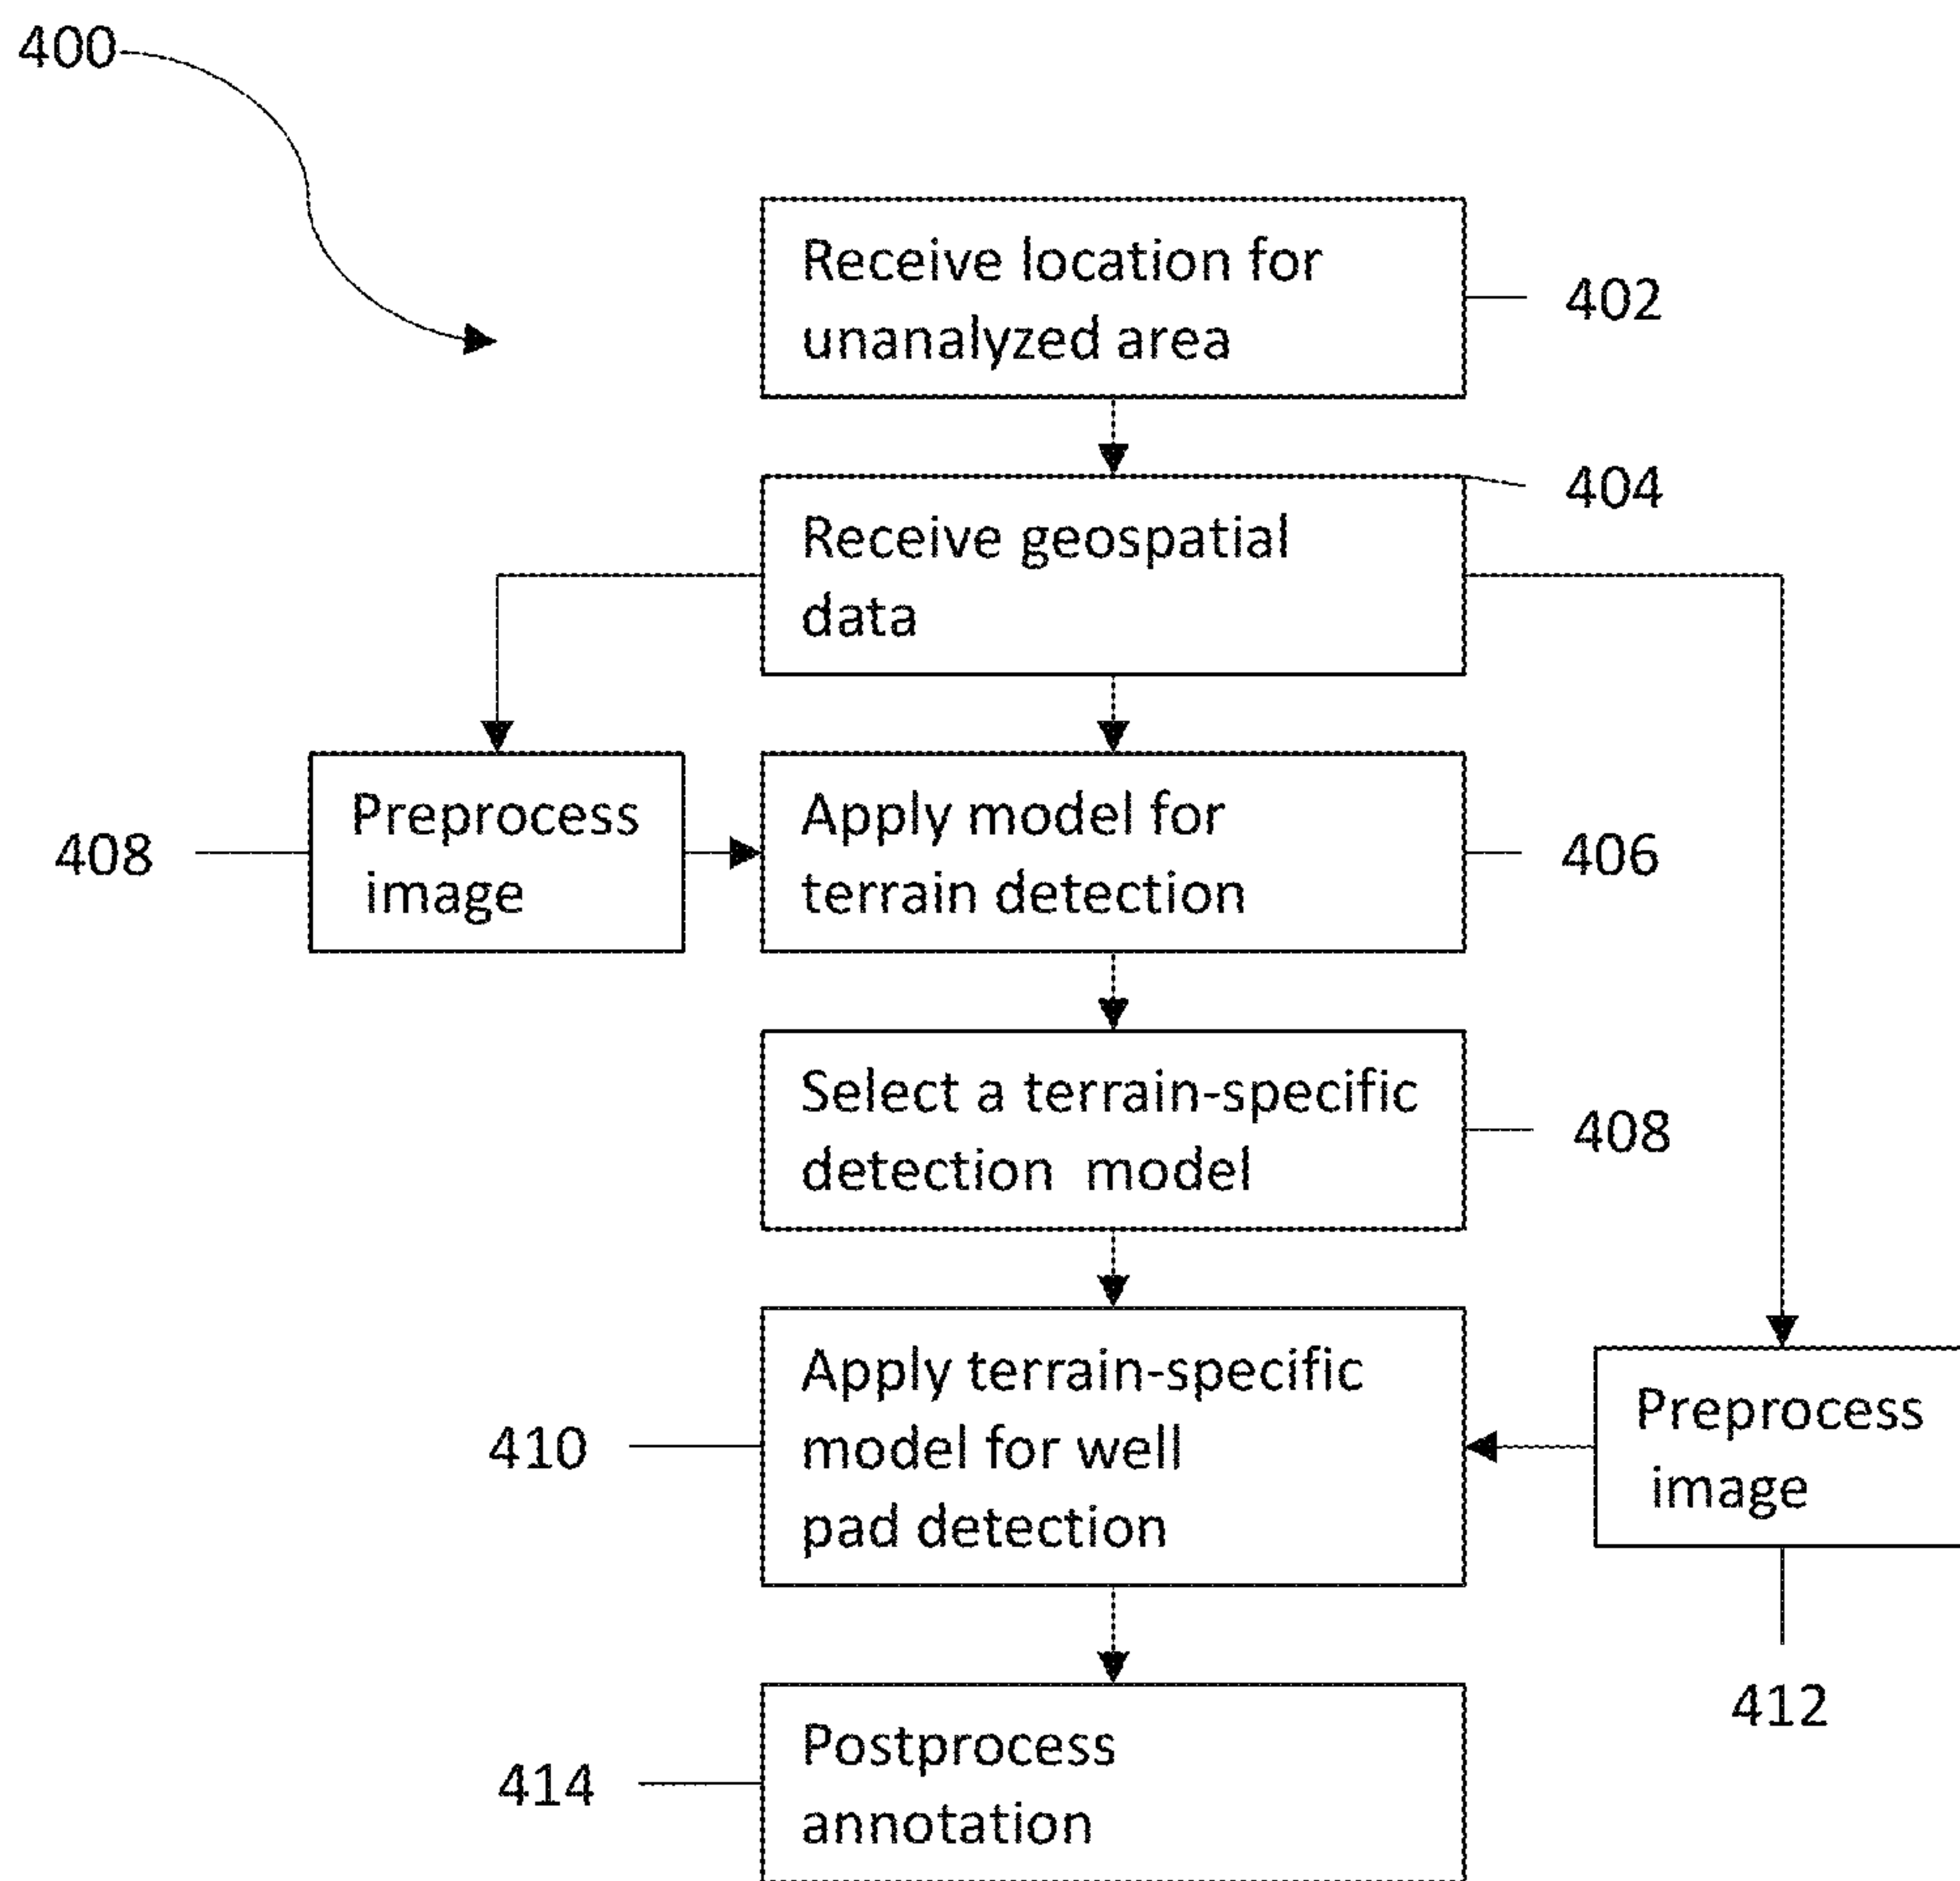 400
Receive location for
unanalyzed area
402
404
Receive geospatial
data
Preprocess
image
408
Apply model for
terrain detection
406
Select a terrain-specific
detection  model
408
Apply terrain-specific
model for well
pad detection
410
Preprocess
image
412
Postprocess
annotation
414